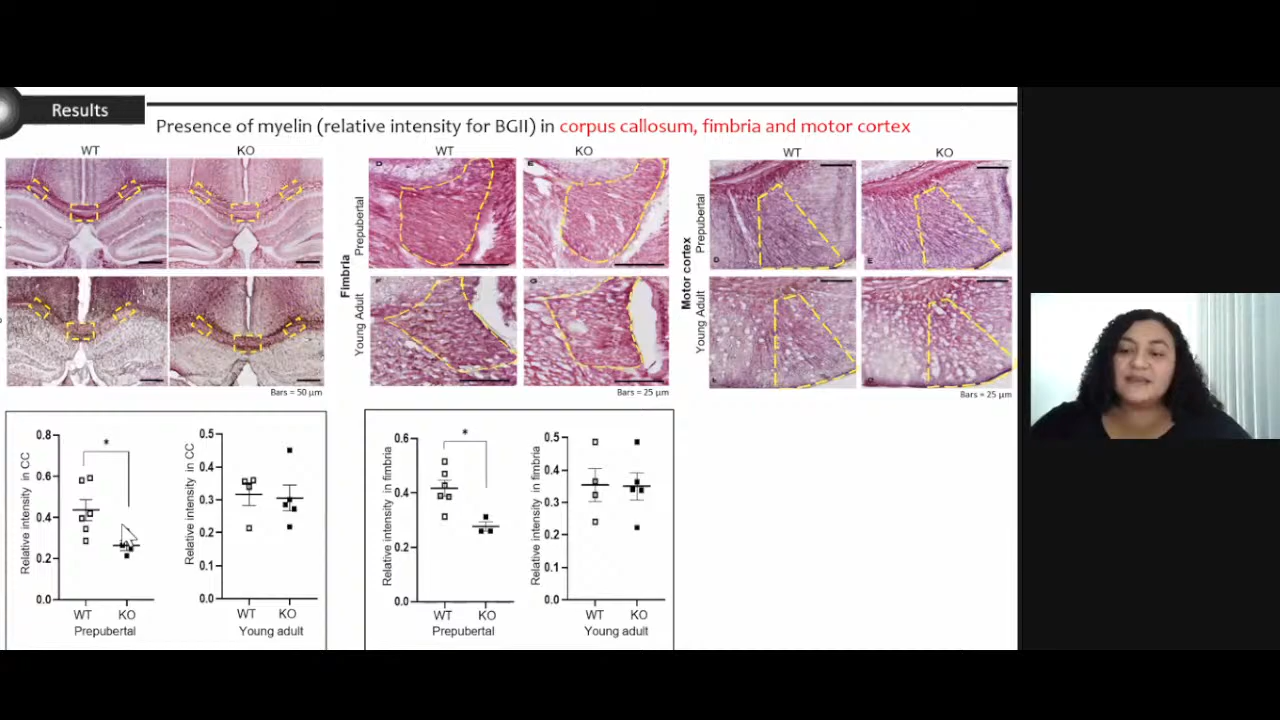 Results
Presence of myelin (relative intensity for BGII) in corpus callosum, fimbria and motor cortex
WT KO
Bars = 50 µm
WT KO
Fimbria
Prepubertal
Young Adult
D E
F G
Bars = 25 µm
WT KO
Motor cortex
Prepubertal
Young Adult
D E
Bars = 25 µm
Relative intensity in CC
0.8
0.6
0.4
0.2
0.0
*
WT KO
Prepubertal
Relative intensity in CC
0.5
0.4
0.3
0.2
0.1
0.0
WT KO
Young adult
Relative intensity in fimbria
0.6
0.4
0.2
0.0
*
WT KO
Prepubertal
Relative intensity in fimbria
0.5
0.4
0.3
0.2
0.1
0.0
WT KO
Young adult